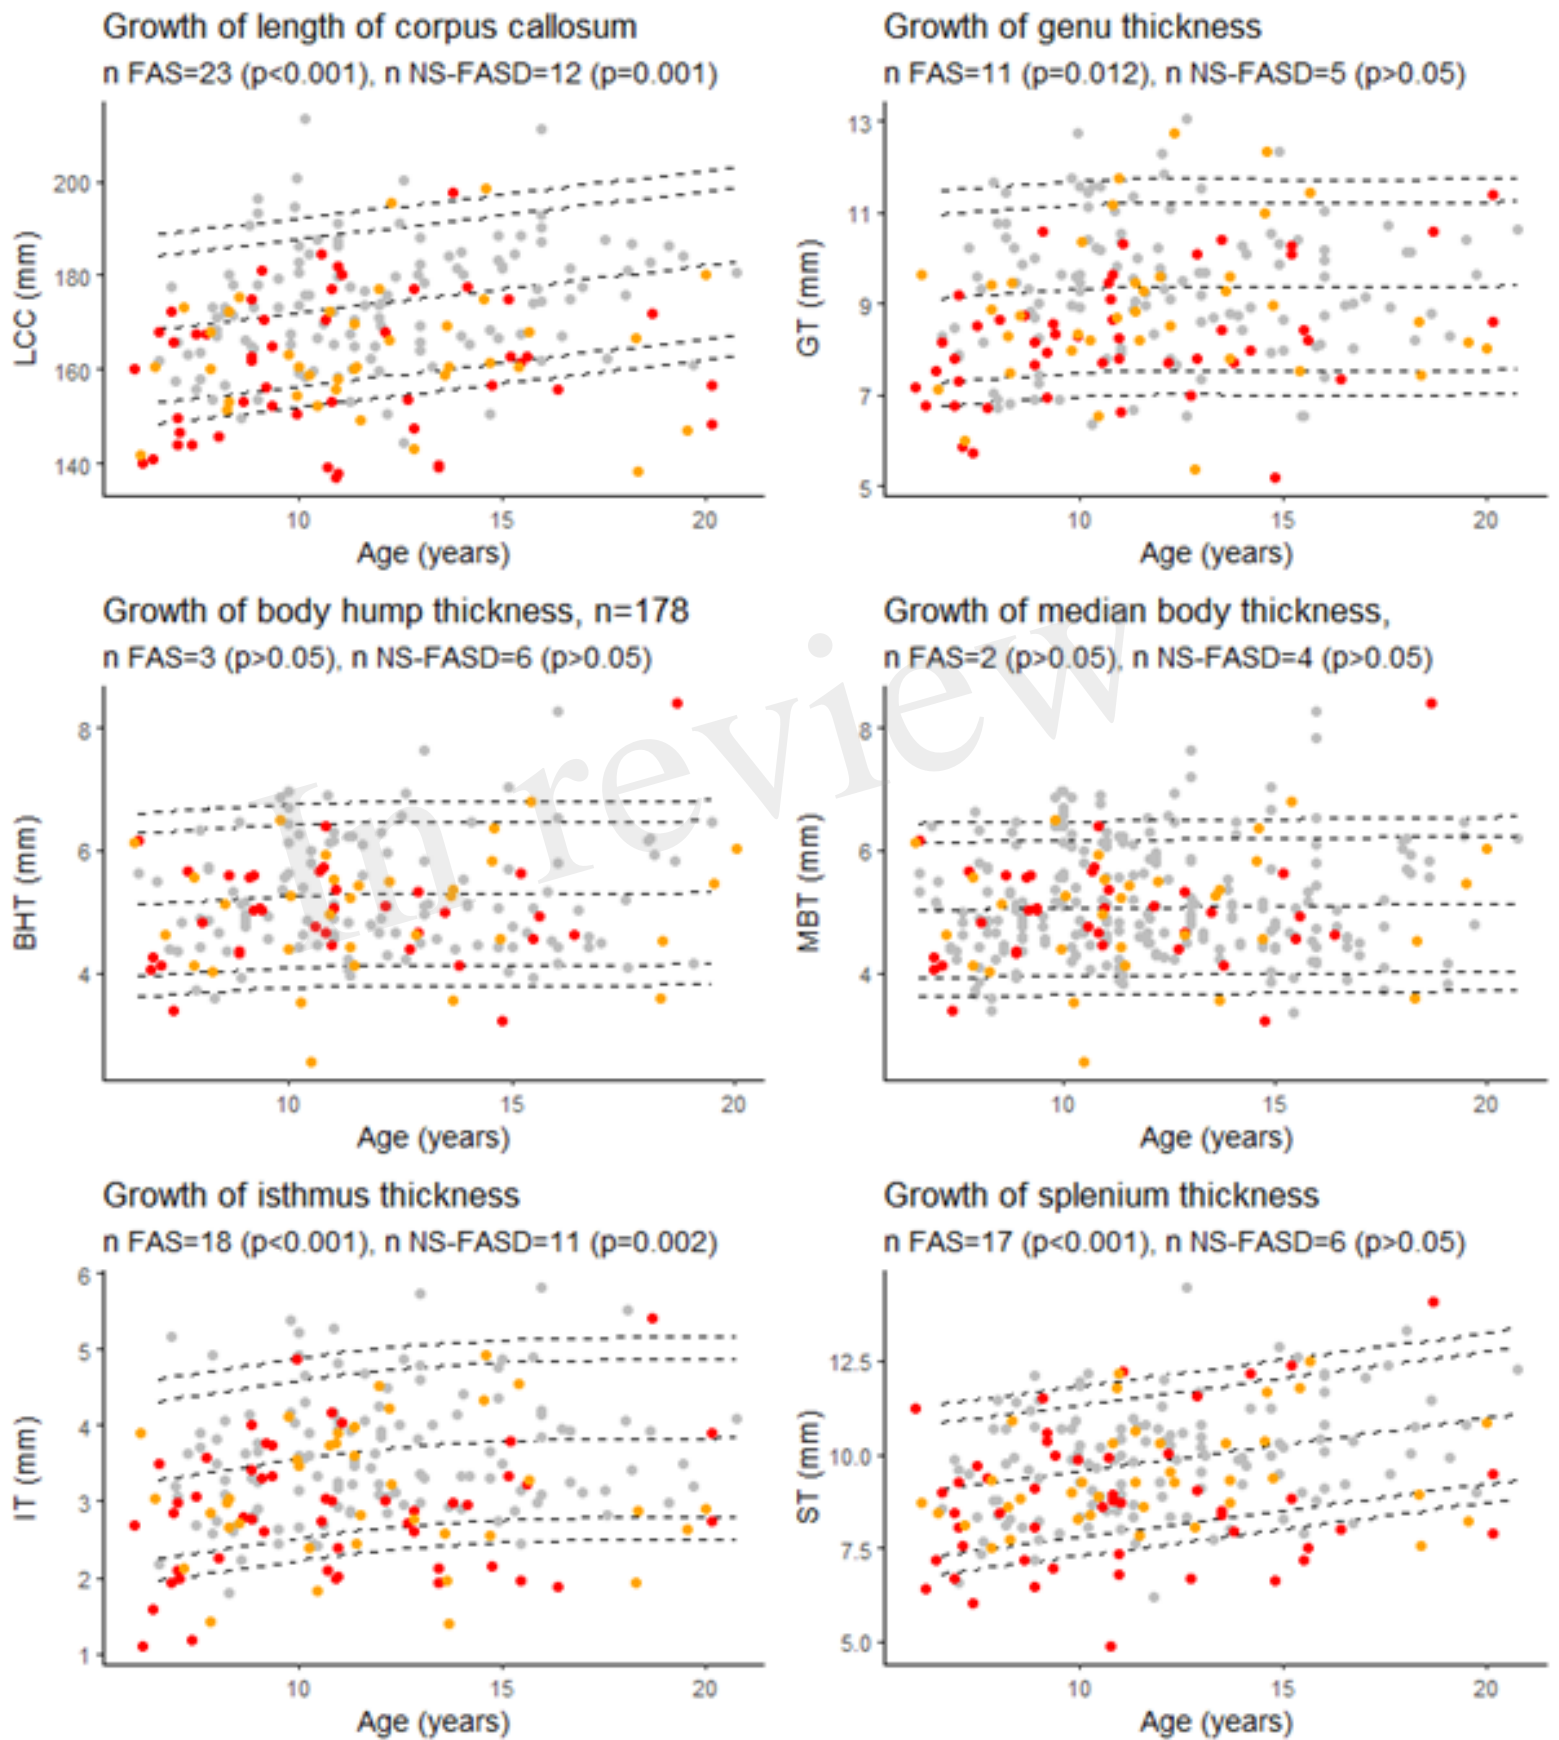 Growth of length of corpus callosum
n FAS=23 (p<0.001), n NS-FASD=12 (p=0.001)
200
180
160
140
LCC (mm)
10 15 20
Age (years)
Growth of genu thickness
n FAS=11 (p=0.012), n NS-FASD=5 (p>0.05)
13
11
9
7
5
GT (mm)
10 15 20
Age (years)
Growth of body hump thickness, n=178
n FAS=3 (p>0.05), n NS-FASD=6 (p>0.05)
8
6
4
BHT (mm)
10 15 20
Age (years)
Growth of median body thickness,
n FAS=2 (p>0.05), n NS-FASD=4 (p>0.05)
8
6
4
MBT (mm)
10 15 20
Age (years)
In review
Growth of isthmus thickness
n FAS=18 (p<0.001), n NS-FASD=11 (p=0.002)
6
5
4
3
2
1
IT (mm)
10 15 20
Age (years)
Growth of splenium thickness
n FAS=17 (p<0.001), n NS-FASD=6 (p>0.05)
12.5
10.0
7.5
5.0
ST (mm)
10 15 20
Age (years)